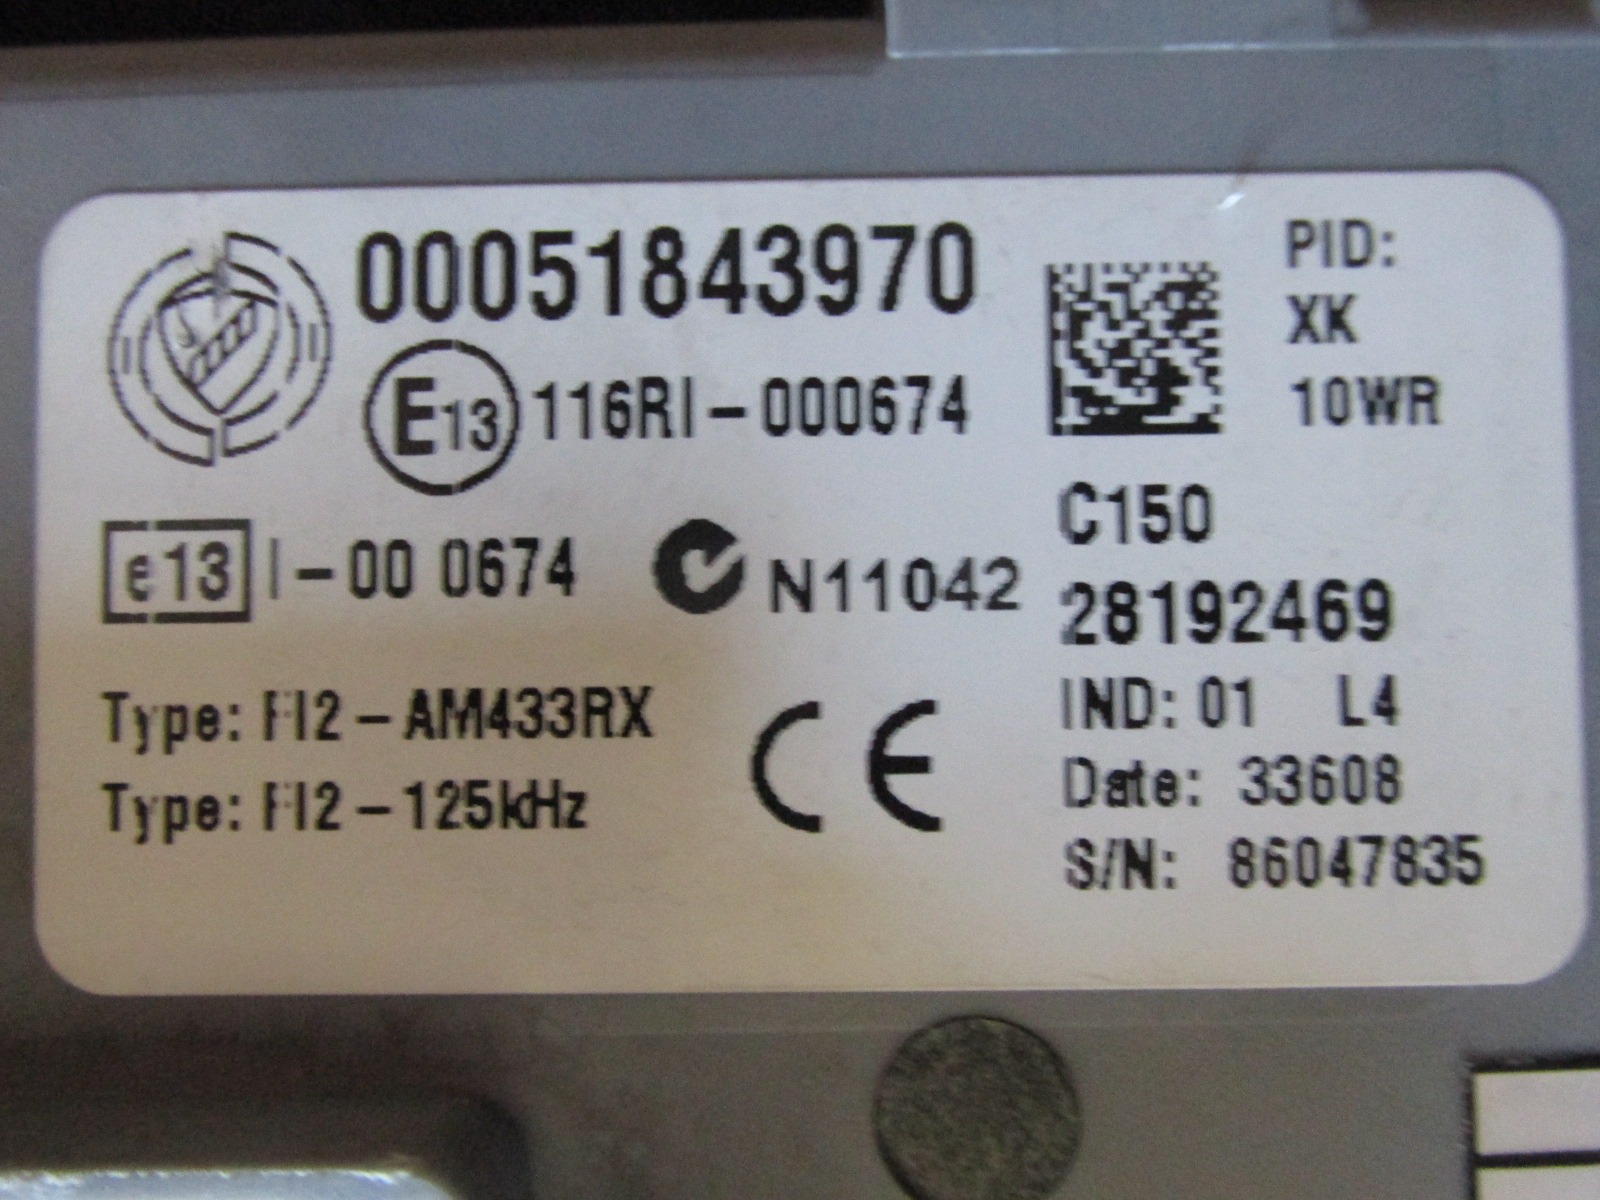 00051843970
E13 116RI-000674
e13 I-00 0674
N11042
Type: FI2-AM433RX
Type: FI2-125kHz
CE
PID:
XK
10WR
C150
28192469
IND: 01 L4
Date: 33608
S/N: 86047835